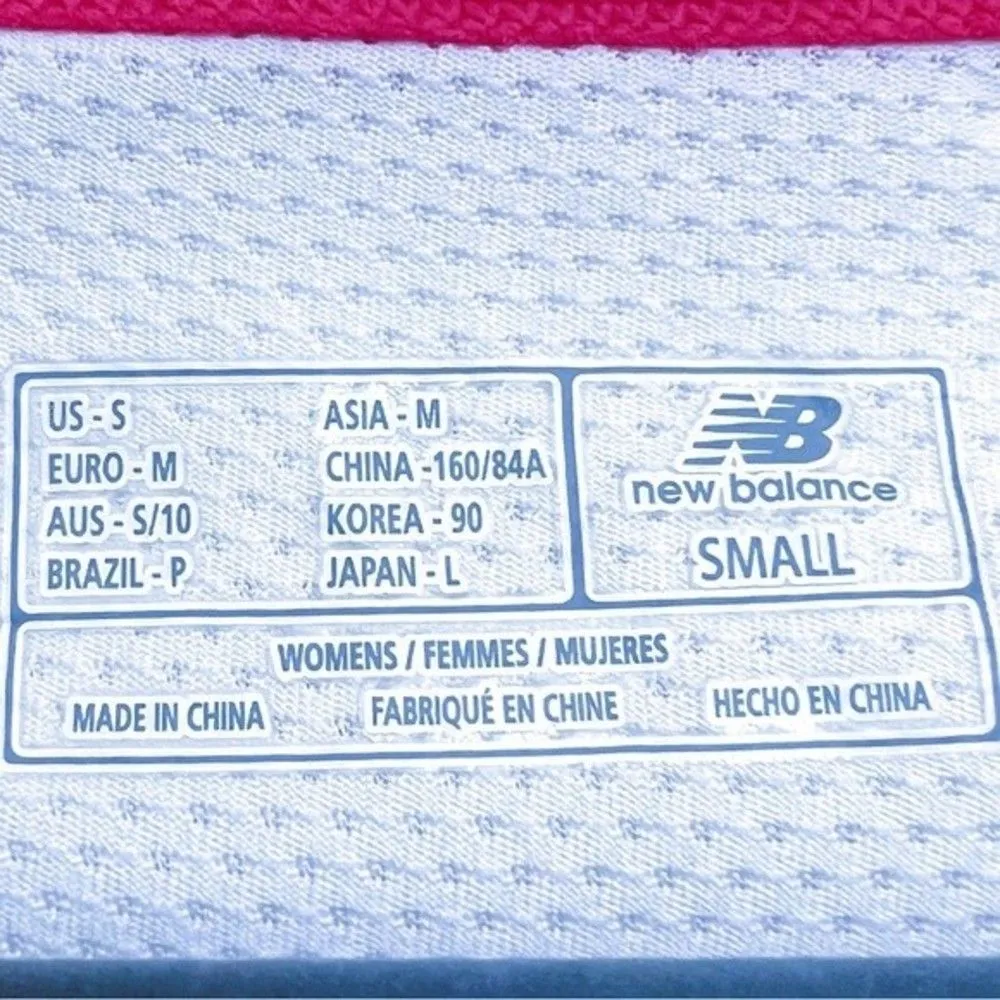 US - S
EURO - M
AUS - S/10
BRAZIL - P
ASIA - M
CHINA -160/84A
KOREA - 90
JAPAN - L
NB
new balance
SMALL
WOMENS / FEMMES / MUJERES
MADE IN CHINA FABRIQUÉ EN CHINE HECHO EN CHINA